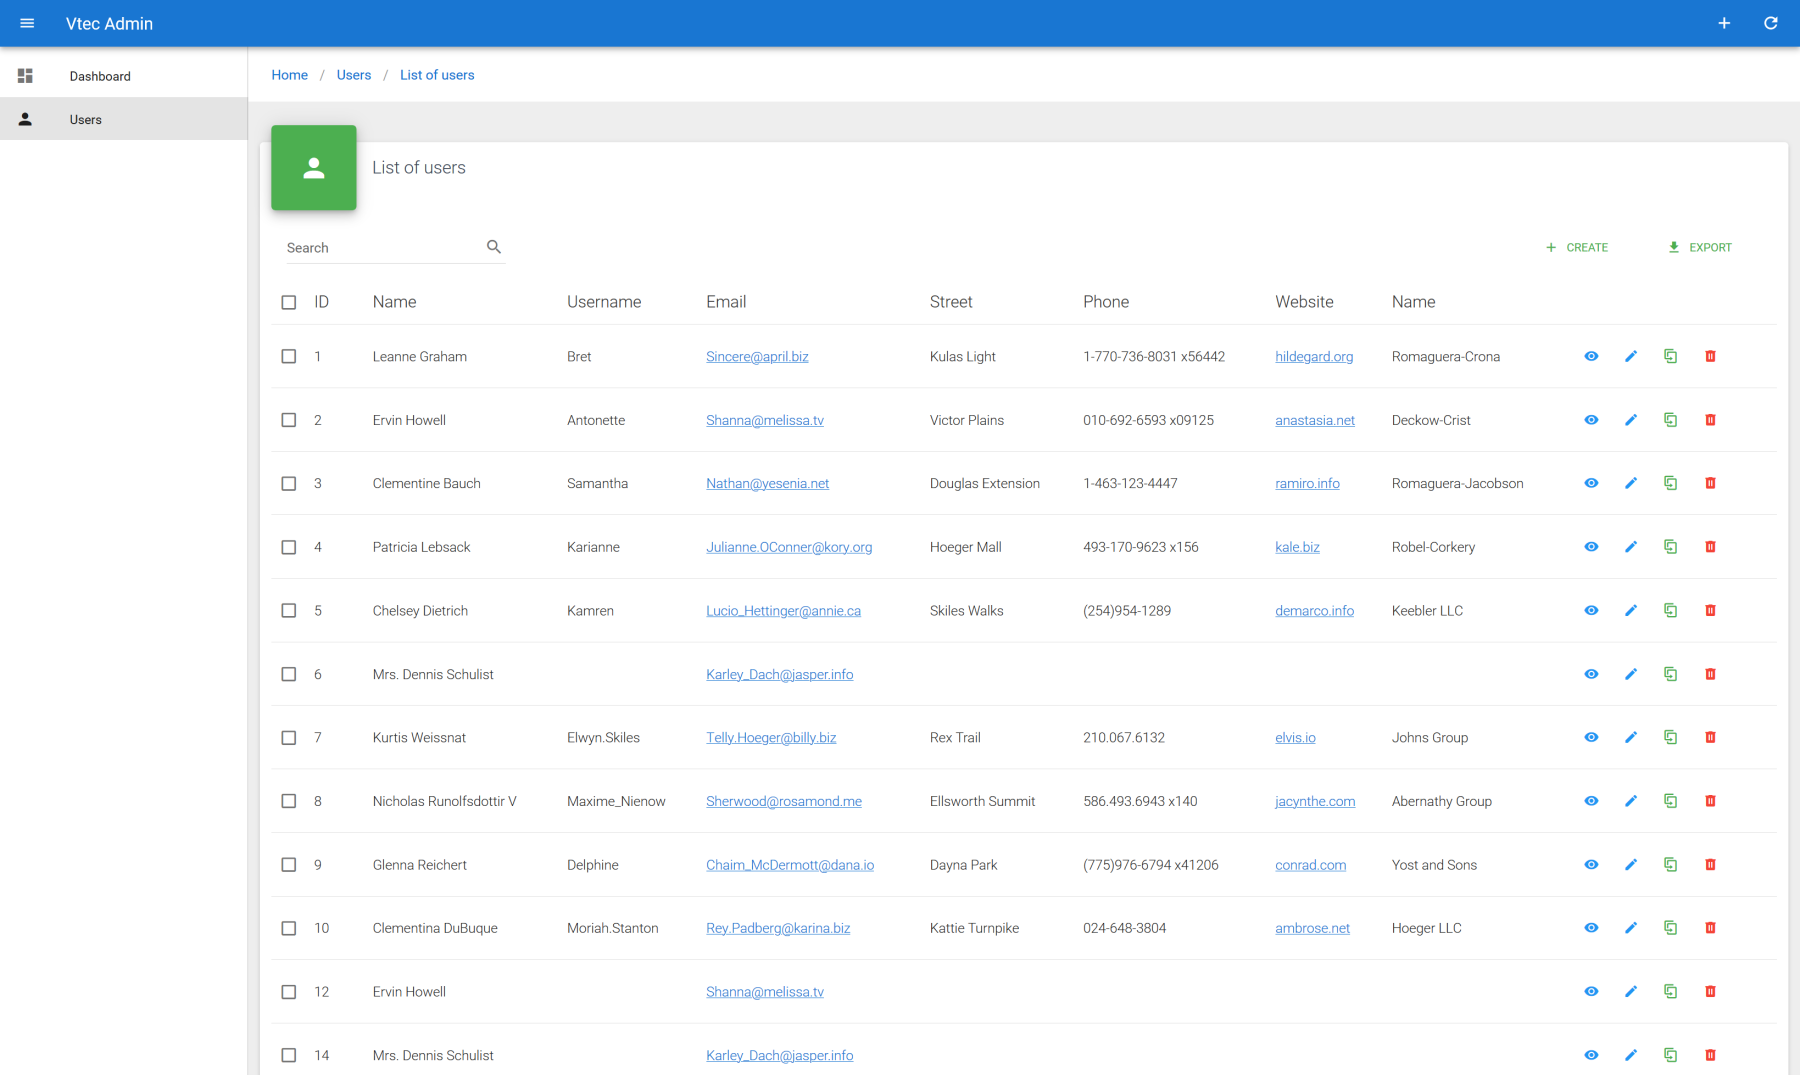 Vtec Admin
Dashboard
Users
Home / Users / List of users
List of users
Search
CREATE EXPORT
ID Name Username Email Street Phone Website Name
1 Leanne Graham Bret Sincere@april.biz Kulas Light 1-770-736-8031 x56442 hildegard.org Romaguera-Crona
2 Ervin Howell Antonette Shanna@melissa.tv Victor Plains 010-692-6593 x09125 anastasia.net Deckow-Crist
3 Clementine Bauch Samantha Nathan@yesenia.net Douglas Extension 1-463-123-4447 ramiro.info Romaguera-Jacobson
4 Patricia Lebsack Karianne Julianne.OConner@kory.org Hoeger Mall 493-170-9623 x156 kale.biz Robel-Corkery
5 Chelsey Dietrich Kamren Lucio_Hettinger@annie.ca Skiles Walks (254)954-1289 demarco.info Keebler LLC
6 Mrs. Dennis Schulist Karley_Dach@jasper.info
7 Kurtis Weissnat Elwyn.Skiles Telly.Hoeger@billy.biz Rex Trail 210.067.6132 elvis.io Johns Group
8 Nicholas Runolfsdottir V Maxime_Nienow Sherwood@rosamond.me Ellsworth Summit 586.493.6943 x140 jacynthe.com Abernathy Group
9 Glenna Reichert Delphine Chaim_McDermott@dana.io Dayna Park (775)976-6794 x41206 conrad.com Yost and Sons
10 Clementina DuBuque Moriah.Stanton Rey.Padberg@karina.biz Kattie Turnpike 024-648-3804 ambrose.net Hoeger LLC
12 Ervin Howell Shanna@melissa.tv
14 Mrs. Dennis Schulist Karley_Dach@jasper.info